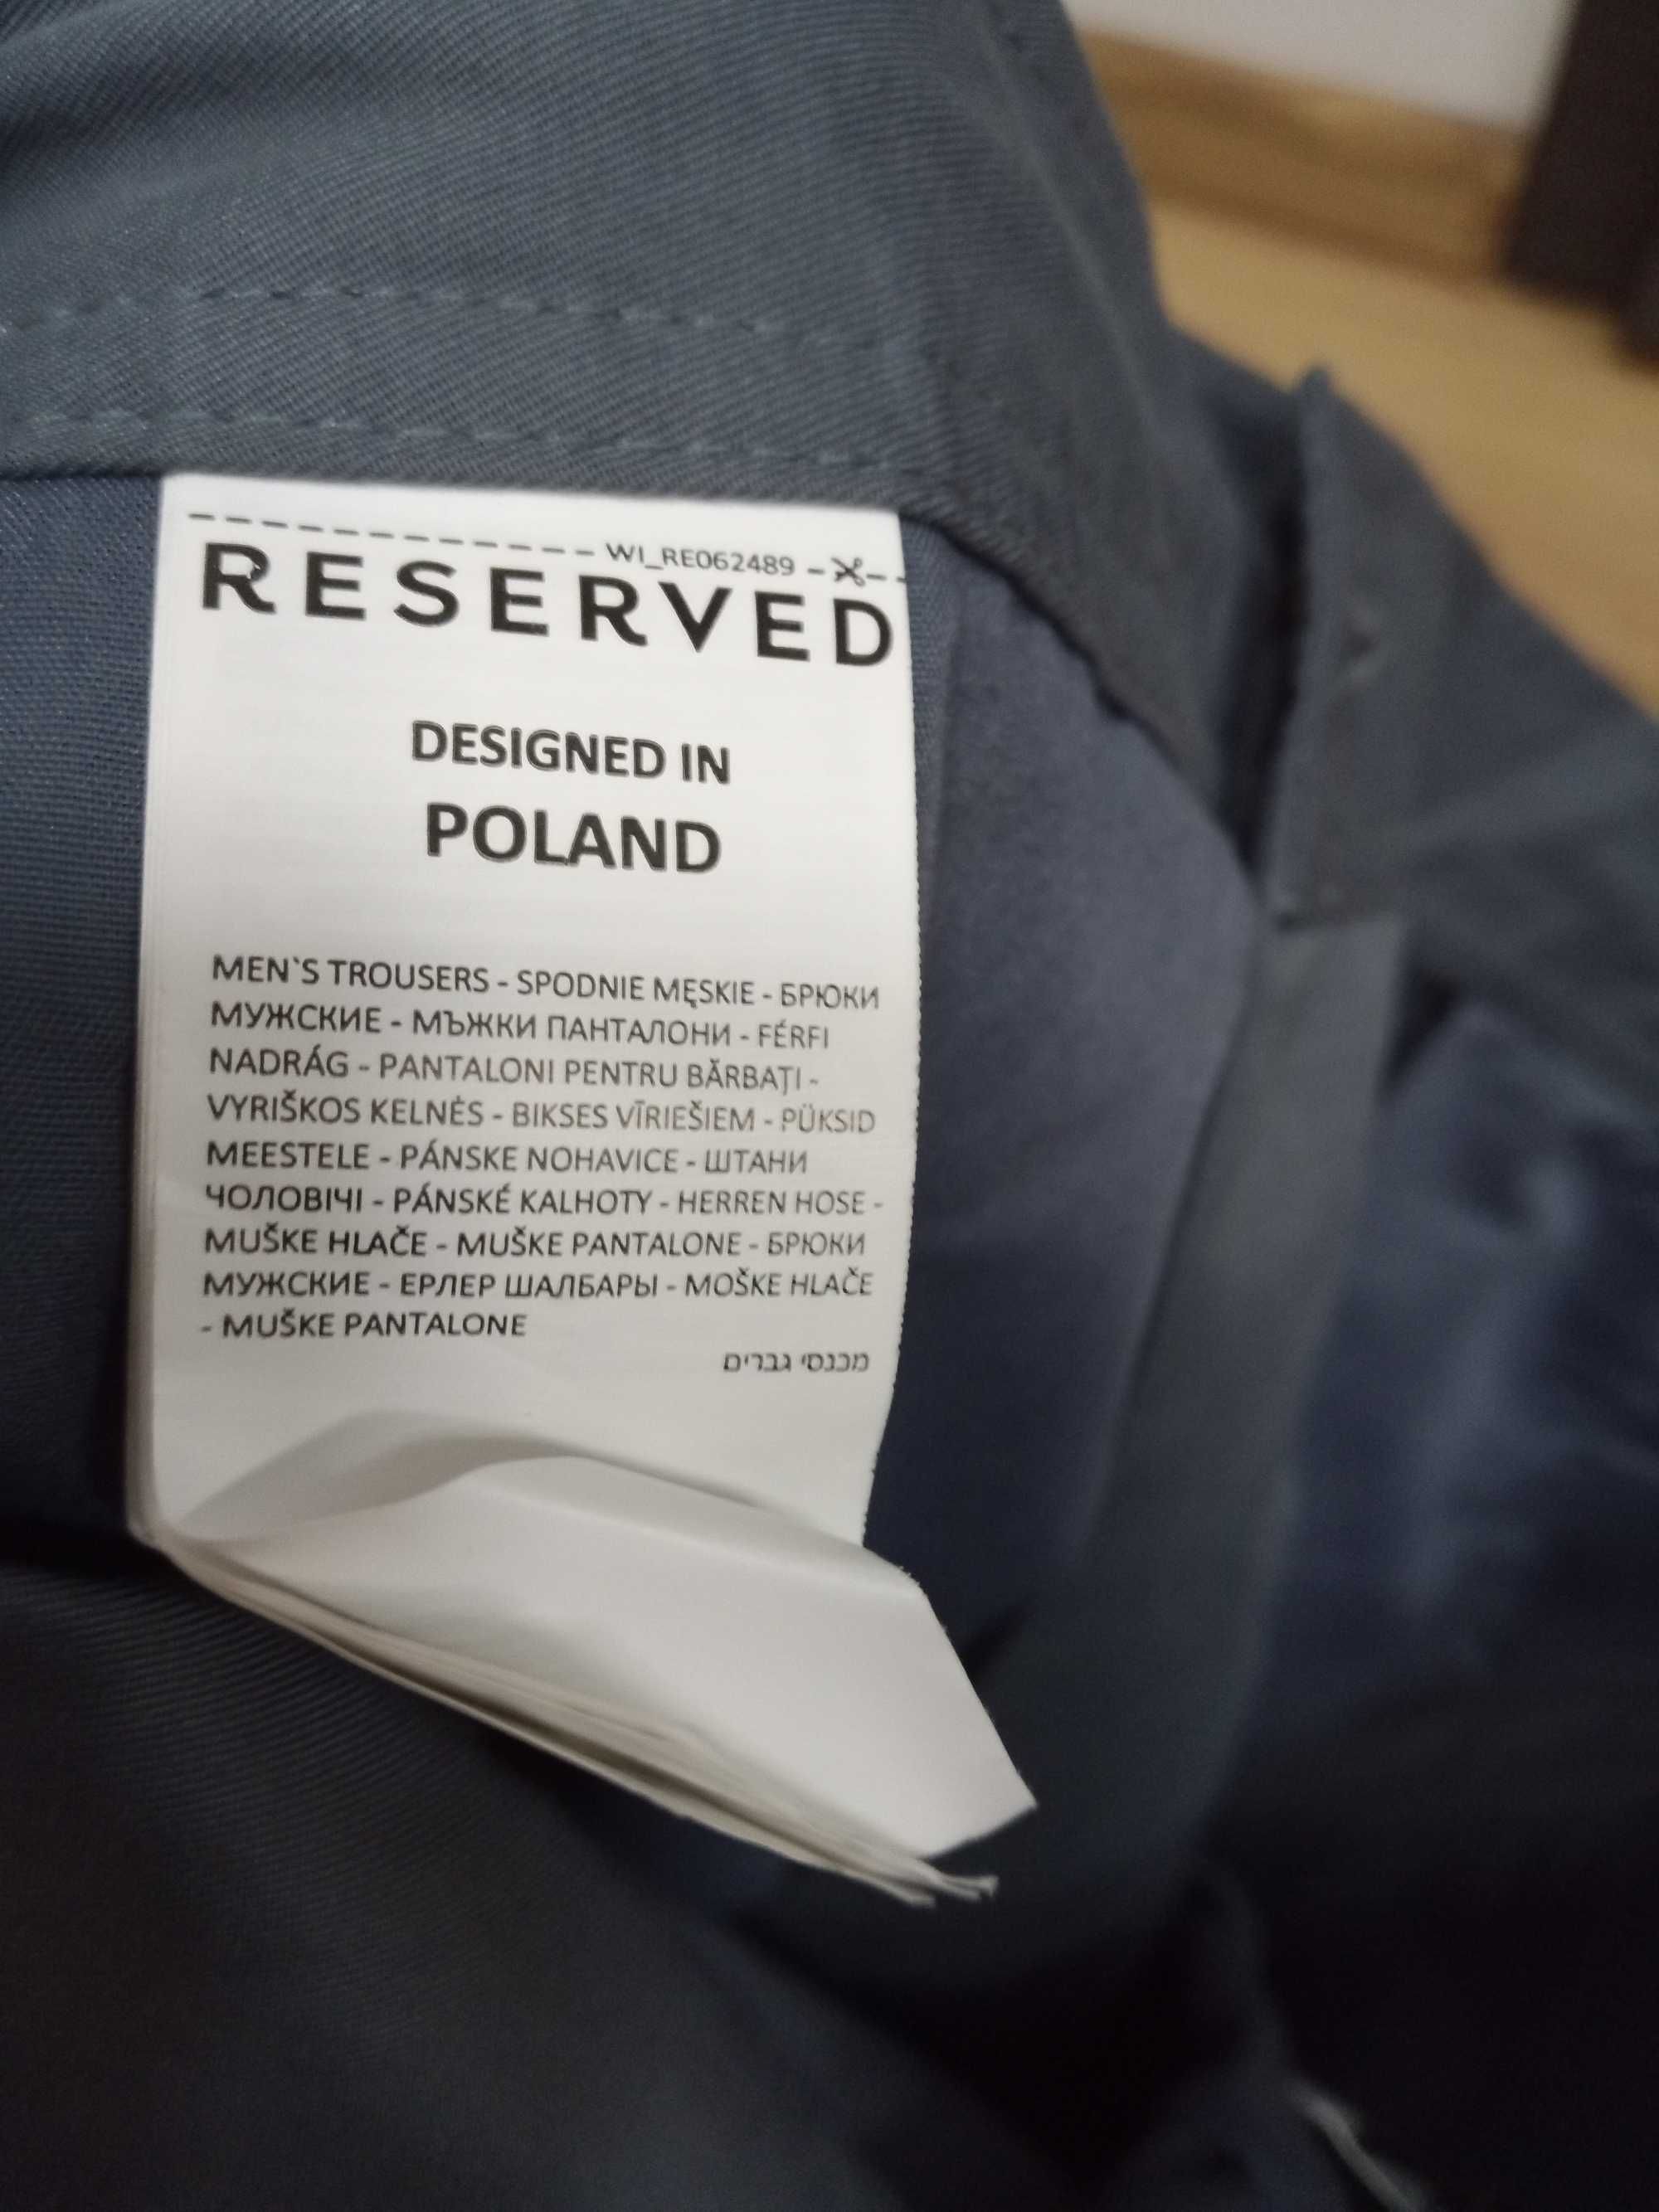 WI_RE062489
RESERVED
DESIGNED IN
POLAND
MEN`S TROUSERS - SPODNIE MĘSKIE - БРЮКИ
МУЖСКИЕ - МЪЖКИ ПАНТАЛОНИ - FÉRFI
NADRÁG - PANTALONI PENTRU BĂRBAȚI -
VYRIŠKOS KELNĖS - BIKSES VĪRIEŠIEM - PÜKSID
MEESTELE - PÁNSKE NOHAVICE - ШТАНИ
ЧОЛОВІЧІ - PÁNSKÉ KALHOTY - HERREN HOSE -
MUŠKE HLAČE - MUŠKE PANTALONE - БРЮКИ
МУЖСКИЕ - ЕРЛЕР ШАЛБАРЫ - MOŠKE HLAČE
- MUŠKE PANTALONE
מכנסי גברים